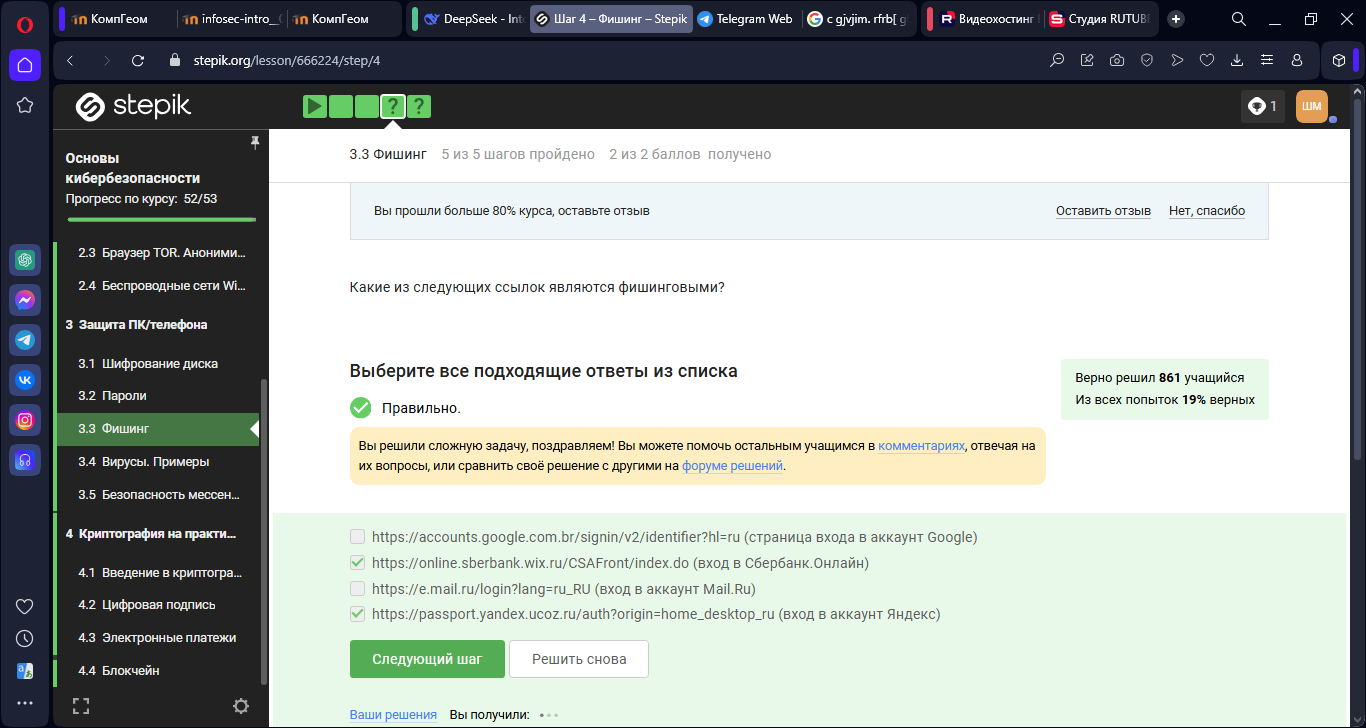 КомпГеом
infosec-intro__
КомпГеом
DeepSeek - Int
Шаг 4 – Фишинг – Stepik
Telegram Web
с gjvjim. rfrb[ g
Видеохостинг
Студия RUTUB
stepik.org/lesson/666224/step/4
stepik
? ?
1
ШМ
Основы
кибербезопасности
Прогресс по курсу: 52/53
2.3 Браузер TOR. Аноними...
2.4 Беспроводные сети Wi...
3 Защита ПК/телефона
3.1 Шифрование диска
3.2 Пароли
3.3 Фишинг
3.4 Вирусы. Примеры
3.5 Безопасность мессен...
4 Криптография на практи...
4.1 Введение в криптогра...
4.2 Цифровая подпись
4.3 Электронные платежи
4.4 Блокчейн
3.3 Фишинг 5 из 5 шагов пройдено 2 из 2 баллов получено
Вы прошли больше 80% курса, оставьте отзыв
Оставить отзыв Нет, спасибо
Какие из следующих ссылок являются фишинговыми?
Выберите все подходящие ответы из списка
Правильно.
Верно решил 861 учащийся
Из всех попыток 19% верных
Вы решили сложную задачу, поздравляем! Вы можете помочь остальным учащимся в комментариях, отвечая на
их вопросы, или сравнить своё решение с другими на форуме решений.
https://accounts.google.com.br/signin/v2/identifier?hl=ru (страница входа в аккаунт Google)
https://online.sberbank.wix.ru/CSAFront/index.do (вход в Сбербанк.Онлайн)
https://e.mail.ru/login?lang=ru_RU (вход в аккаунт Mail.Ru)
https://passport.yandex.ucoz.ru/auth?origin=home_desktop_ru (вход в аккаунт Яндекс)
Следующий шаг
Решить снова
Ваши решения Вы получили: